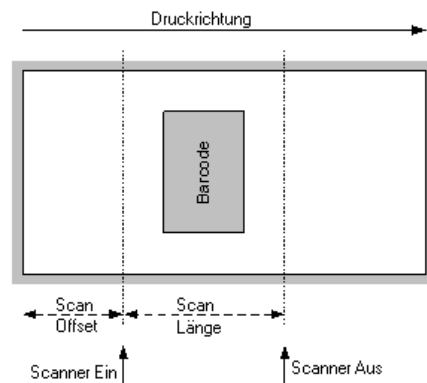 Druckrichtung
Barcode
Scan
Offset
Scan
Länge
Scanner Ein
Scanner Aus